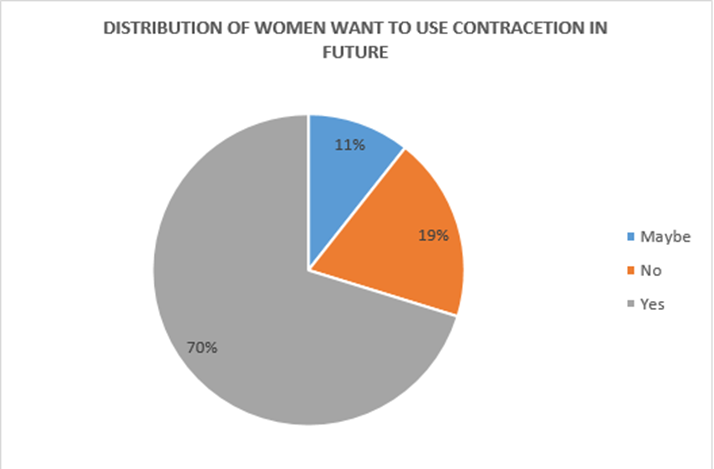 DISTRIBUTION OF WOMEN WANT TO USE CONTRACETION IN
FUTURE
11%
19%
70%
Maybe
No
Yes